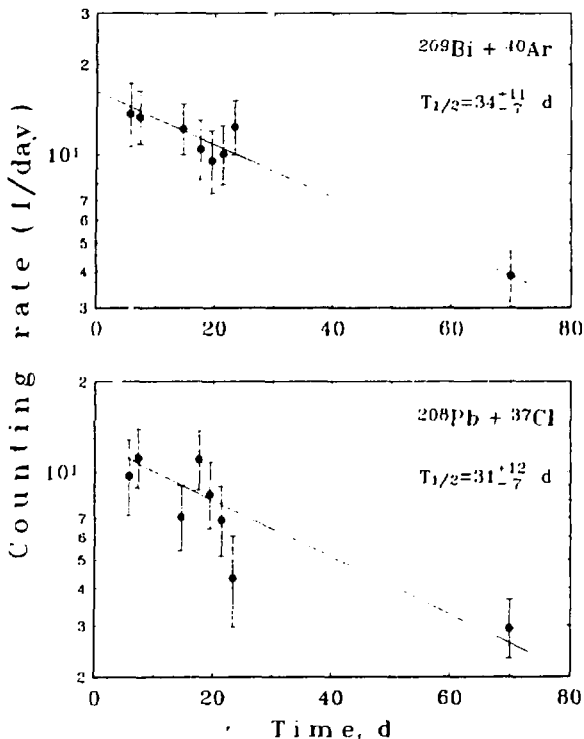 Counting rate (1/day)
3
²⁰⁹Bi + ⁴⁰Ar
T₁/₂=34⁺¹¹₋₇ d
10¹
7
6
5
4
3
0 20 40 60 80
2
²⁰⁸Pb + ³⁷Cl
T₁/₂=31⁺¹²₋₇ d
10¹
7
6
5
4
3
2
0 20 40 60 80
Time, d